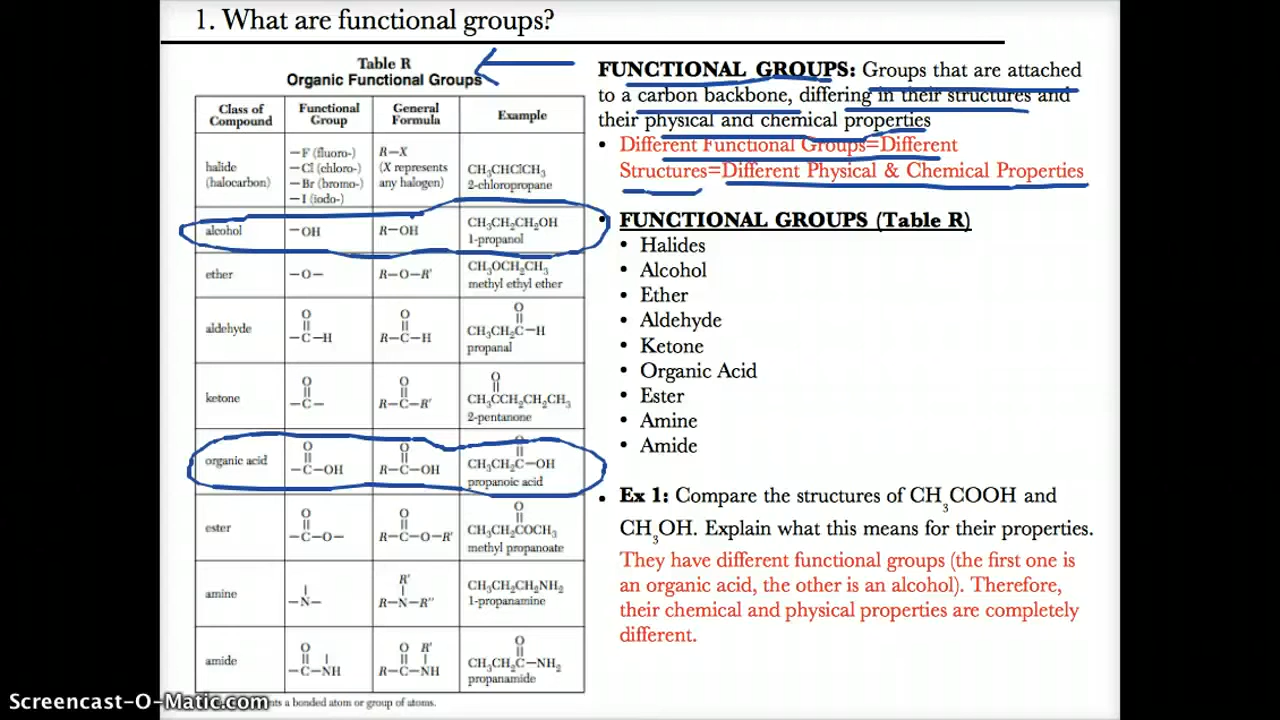 1. What are functional groups?
Table R
Organic Functional Groups
Class of Compound	Functional Group	General Formula	Example
halide (halocarbon)	—F (fluoro-) —Cl (chloro-) —Br (bromo-) —I (iodo-)	R—X (X represents any halogen)	CH₃CHClCH₃ 2-chloropropane
alcohol	—OH	R—OH	CH₃CH₂CH₂OH 1-propanol
ether	—O—	R—O—R′	CH₃OCH₂CH₃ methyl ethyl ether
aldehyde	O || —C—H	O || R—C—H	O || CH₃CH₂C—H propanal
ketone	O || —C—	O || R—C—R′	O || CH₃CCH₂CH₂CH₃ 2-pentanone
organic acid	O || —C—OH	O || R—C—OH	O || CH₃CH₂C—OH propanoic acid
ester	O || —C—O—	O || R—C—O—R′	O || CH₃CH₂COCH₃ methyl propanoate
amine	| —N—	R′ | R—N—R″	CH₃CH₂CH₂NH₂ 1-propanamine
amide	O || | —C—NH	O R′ || | R—C—NH	O || CH₃CH₂C—NH₂ propanamide
a bonded atom or group of atoms.
FUNCTIONAL GROUPS: Groups that are attached
to a carbon backbone, differing in their structures and
their physical and chemical properties
• Different Functional Groups=Different
Structures=Different Physical & Chemical Properties
• FUNCTIONAL GROUPS (Table R)
• Halides
• Alcohol
• Ether
• Aldehyde
• Ketone
• Organic Acid
• Ester
• Amine
• Amide
• Ex 1: Compare the structures of CH₃COOH and
CH₃OH. Explain what this means for their properties.
They have different functional groups (the first one is
an organic acid, the other is an alcohol). Therefore,
their chemical and physical properties are completely
different.
Screencast-O-Matic.com